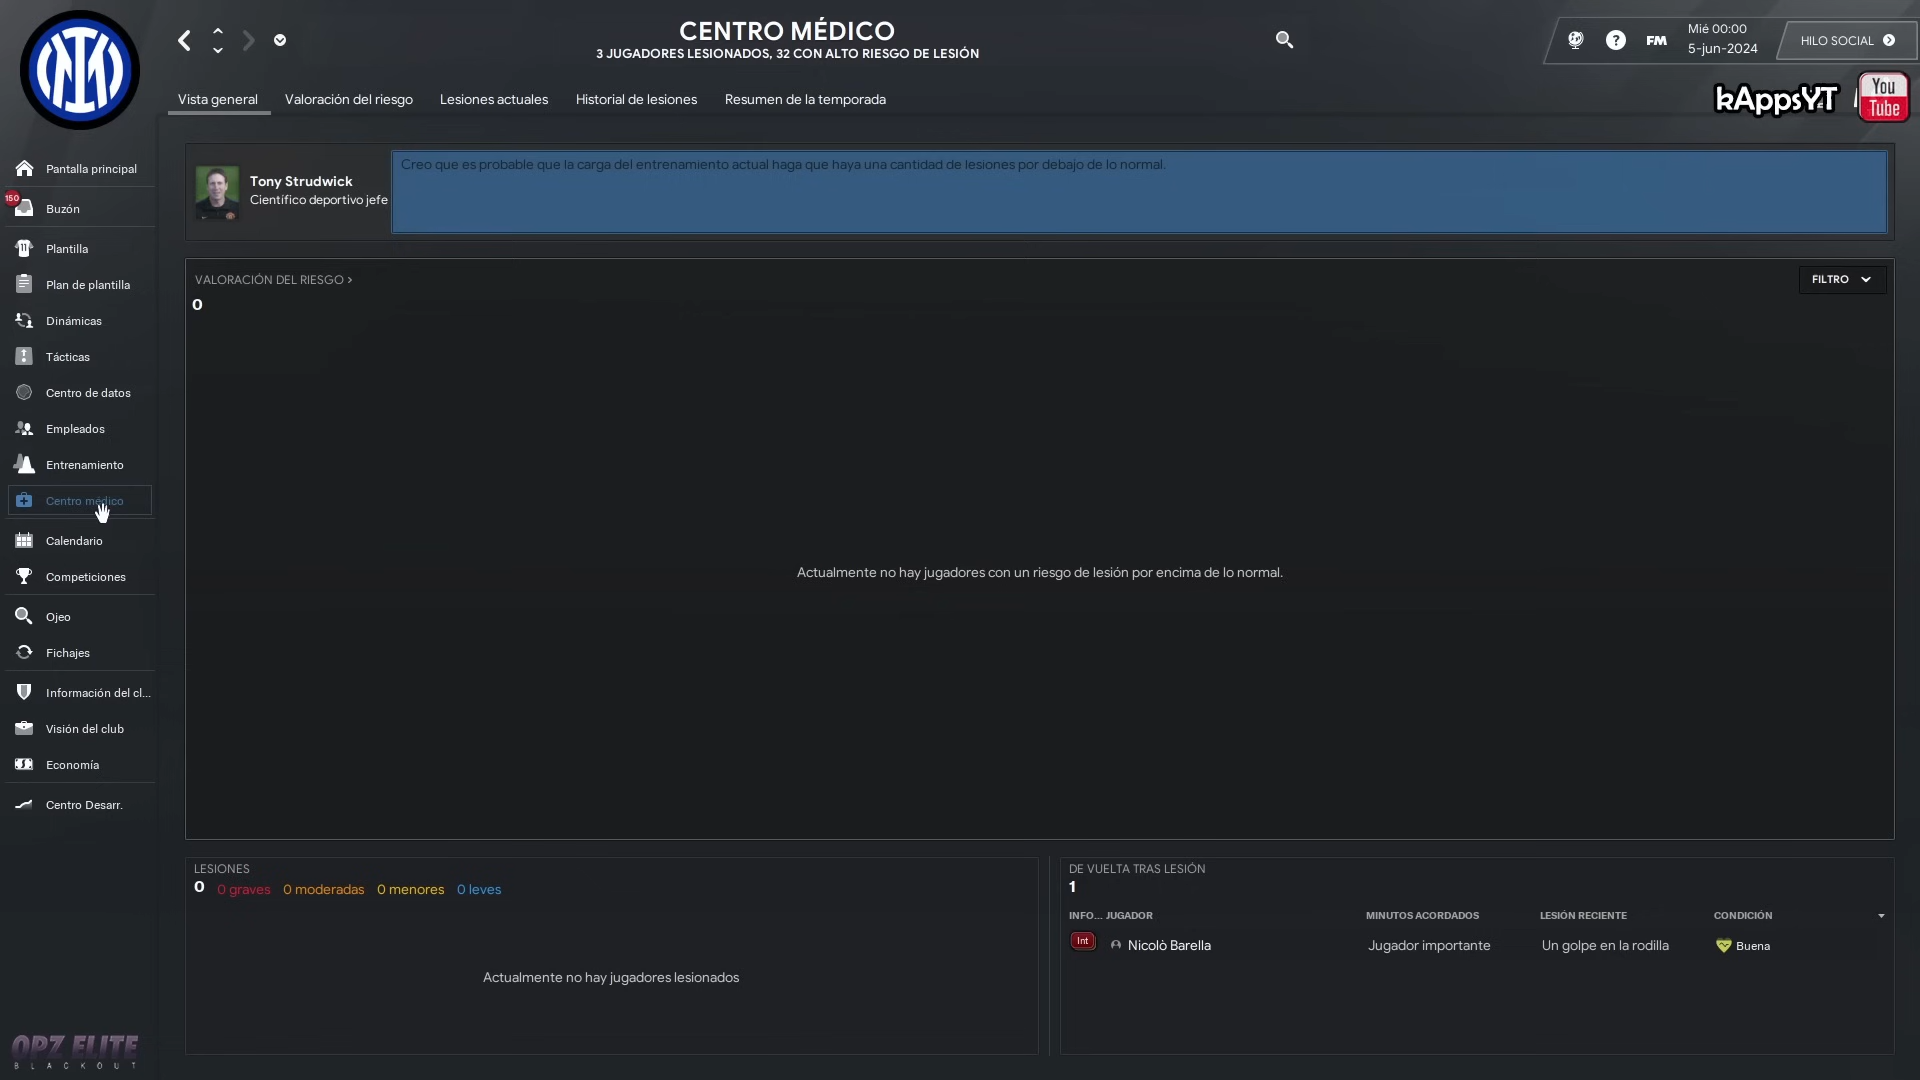 CENTRO MÉDICO
3 JUGADORES LESIONADOS, 32 CON ALTO RIESGO DE LESIÓN
Mié 00:00
5-jun-2024
FM
HILO SOCIAL
Vista general
Valoración del riesgo
Lesiones actuales
Historial de lesiones
Resumen de la temporada
kAppsYT
You
Tube
Pantalla principal
150
Buzón
Plantilla
Plan de plantilla
Dinámicas
Tácticas
Centro de datos
Empleados
Entrenamiento
Centro médico
Calendario
Competiciones
Ojeo
Fichajes
Información del cl...
Visión del club
Economía
Centro Desarr.
OPZ ELITE
BLACKOUT
Tony Strudwick
Científico deportivo jefe
Creo que es probable que la carga del entrenamiento actual haga que haya una cantidad de lesiones por debajo de lo normal.
VALORACIÓN DEL RIESGO >
0
FILTRO
Actualmente no hay jugadores con un riesgo de lesión por encima de lo normal.
LESIONES
0 0 graves 0 moderadas 0 menores 0 leves
Actualmente no hay jugadores lesionados
DE VUELTA TRAS LESIÓN
1
INFO... JUGADOR MINUTOS ACORDADOS LESIÓN RECIENTE CONDICIÓN
Int Nicolò Barella Jugador importante Un golpe en la rodilla Buena